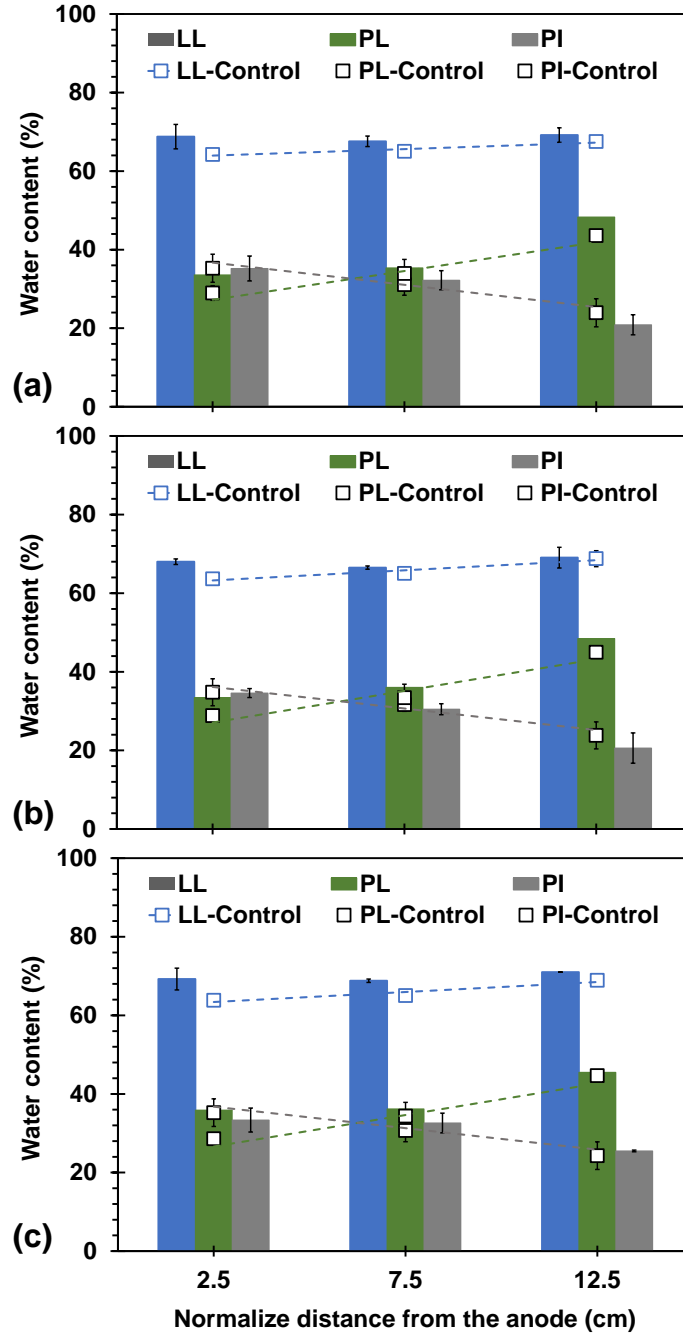 100
LL PL PI
LL-Control PL-Control PI-Control
80
60
40
20
0
Water content (%)
(a)
100
LL PL PI
LL-Control PL-Control PI-Control
80
60
40
20
0
Water content (%)
(b)
100
LL PL PI
LL-Control PL-Control PI-Control
80
60
40
20
0
Water content (%)
(c)
2.5 7.5 12.5
Normalize distance from the anode (cm)